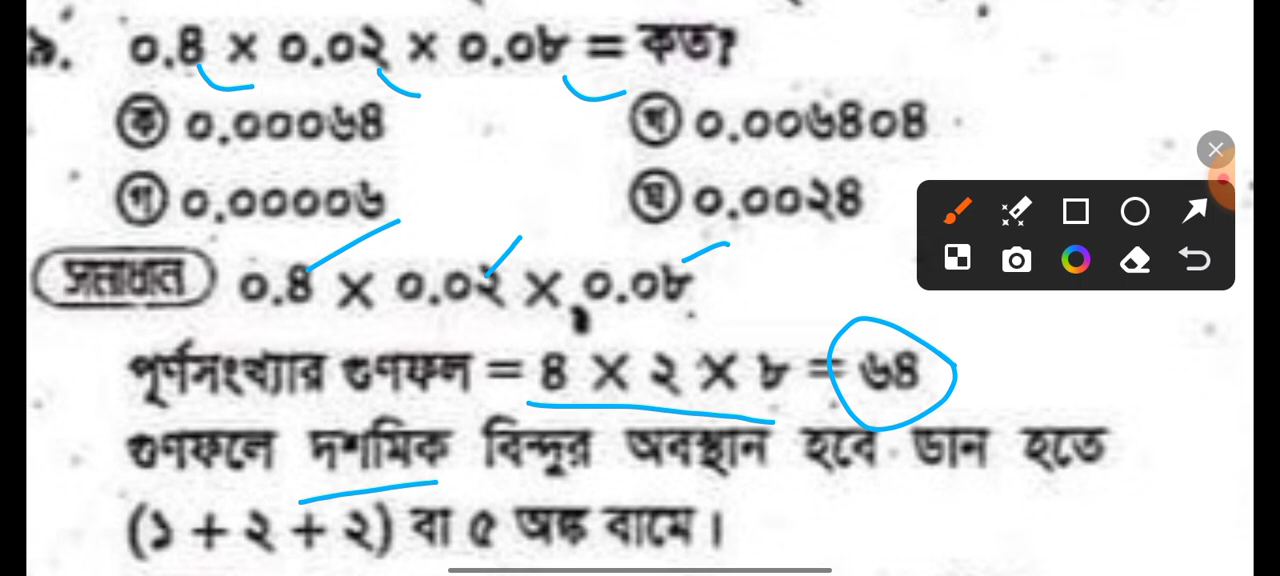 ৯. ০.৪ × ০.০২ × ০.০৮ = কত?
ক ০.০০০৬৪ খ ০.০০৬৪০৪
গ ০.০০০০৬ ঘ ০.০০২৪
সমাধান ০.৪ × ০.০২ × ০.০৮
পূর্ণসংখ্যার গুণফল = ৪ × ২ × ৮ = ৬৪
গুণফলে দশমিক বিন্দুর অবস্থান হবে ডান হতে
(১ + ২ + ২) বা ৫ অঙ্ক বামে।